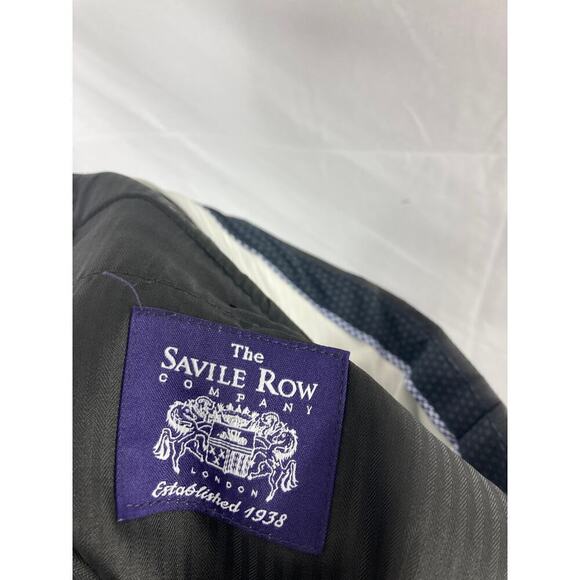 The
SAVILE ROW
COMPANY
LONDON
Established 1938